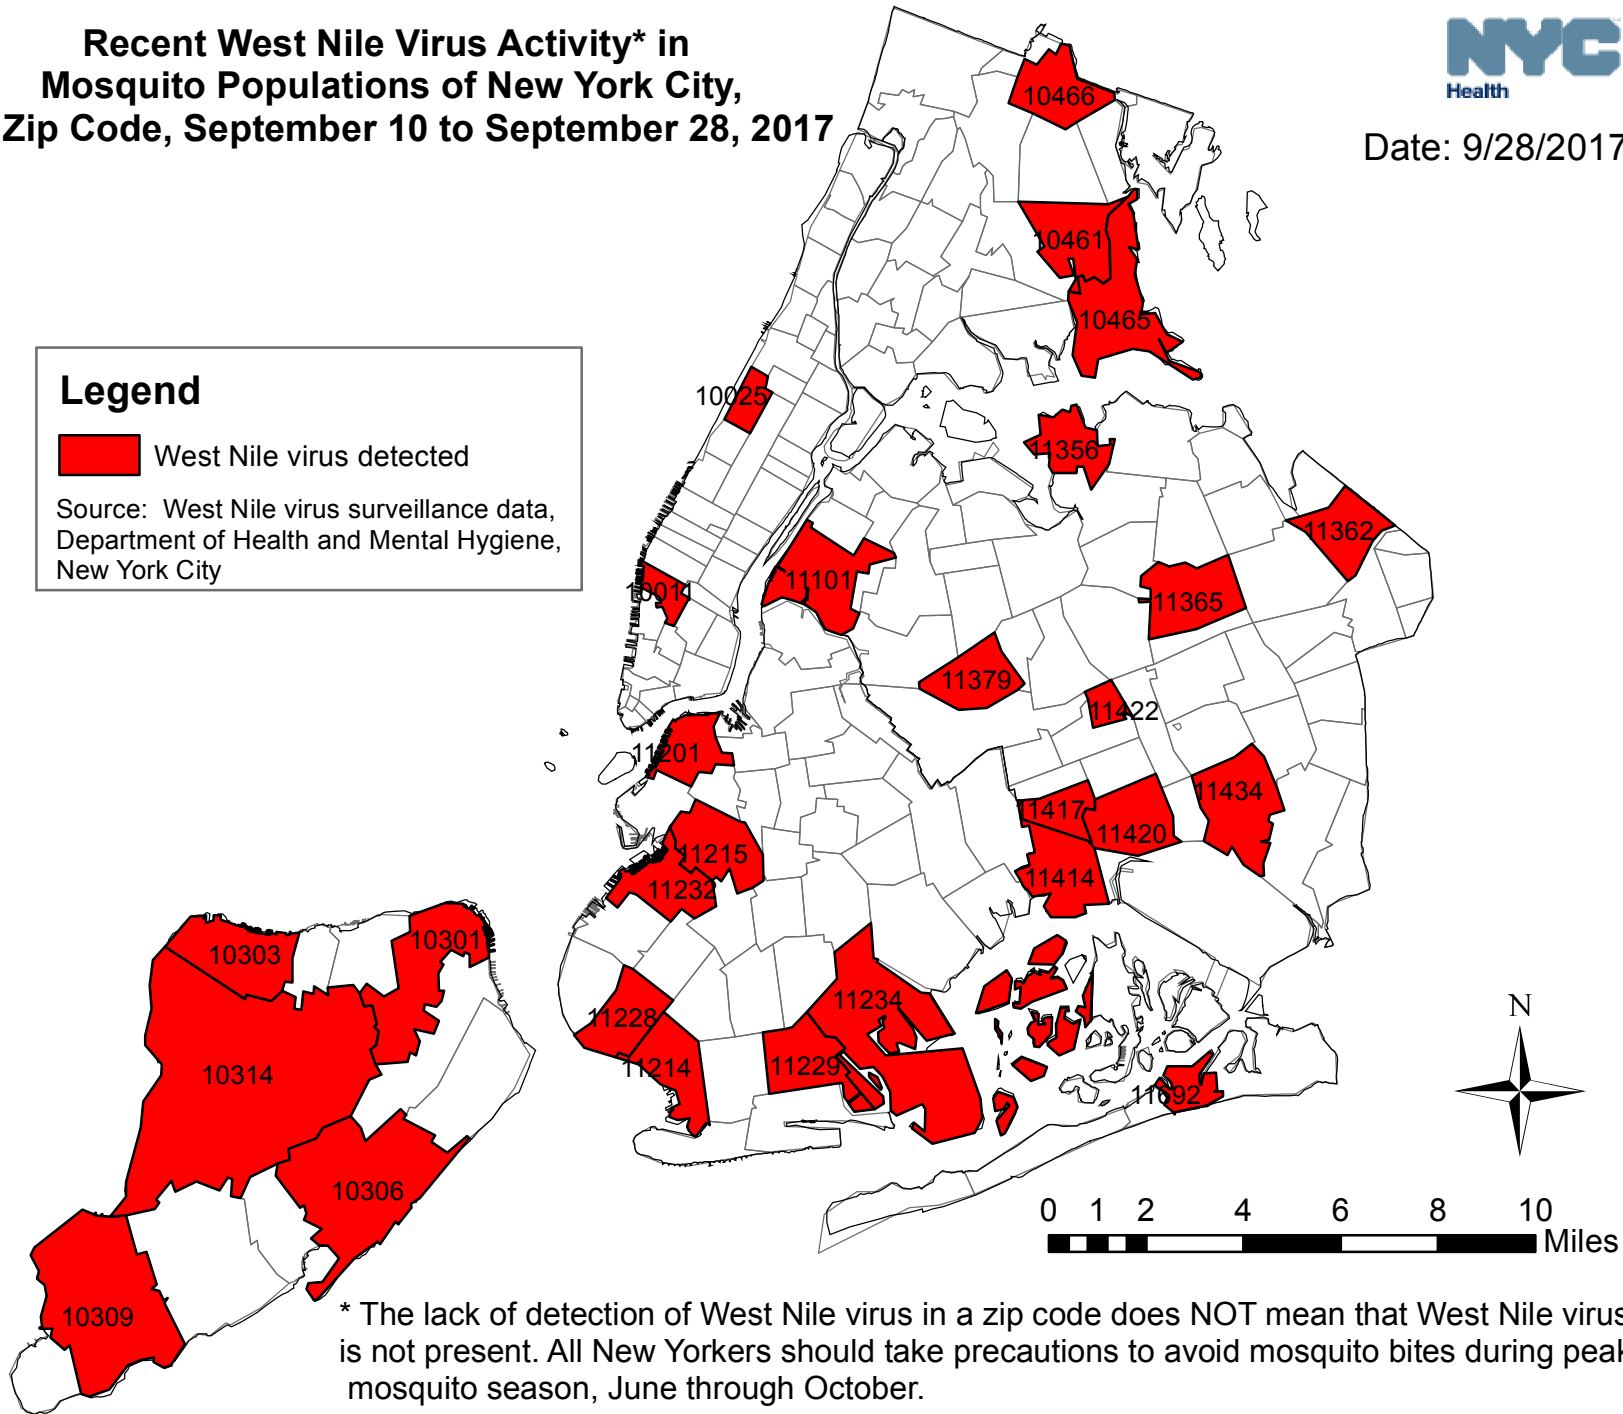 Recent West Nile Virus Activity* in
Mosquito Populations of New York City,
Zip Code, September 10 to September 28, 2017
NYC
Health
Date: 9/28/2017
10466
10461
10465
Legend
West Nile virus detected
Source: West Nile virus surveillance data,
Department of Health and Mental Hygiene,
New York City
10025
11356
11362
11101
10011
11365
11379
11422
11201
11434
11417
11420
11215
11414
11232
10301
10303
11234
11228
11229
11214
10314
11692
10306
10309
N
0 1 2 4 6 8 10
Miles
* The lack of detection of West Nile virus in a zip code does NOT mean that West Nile virus
is not present. All New Yorkers should take precautions to avoid mosquito bites during peak
mosquito season, June through October.